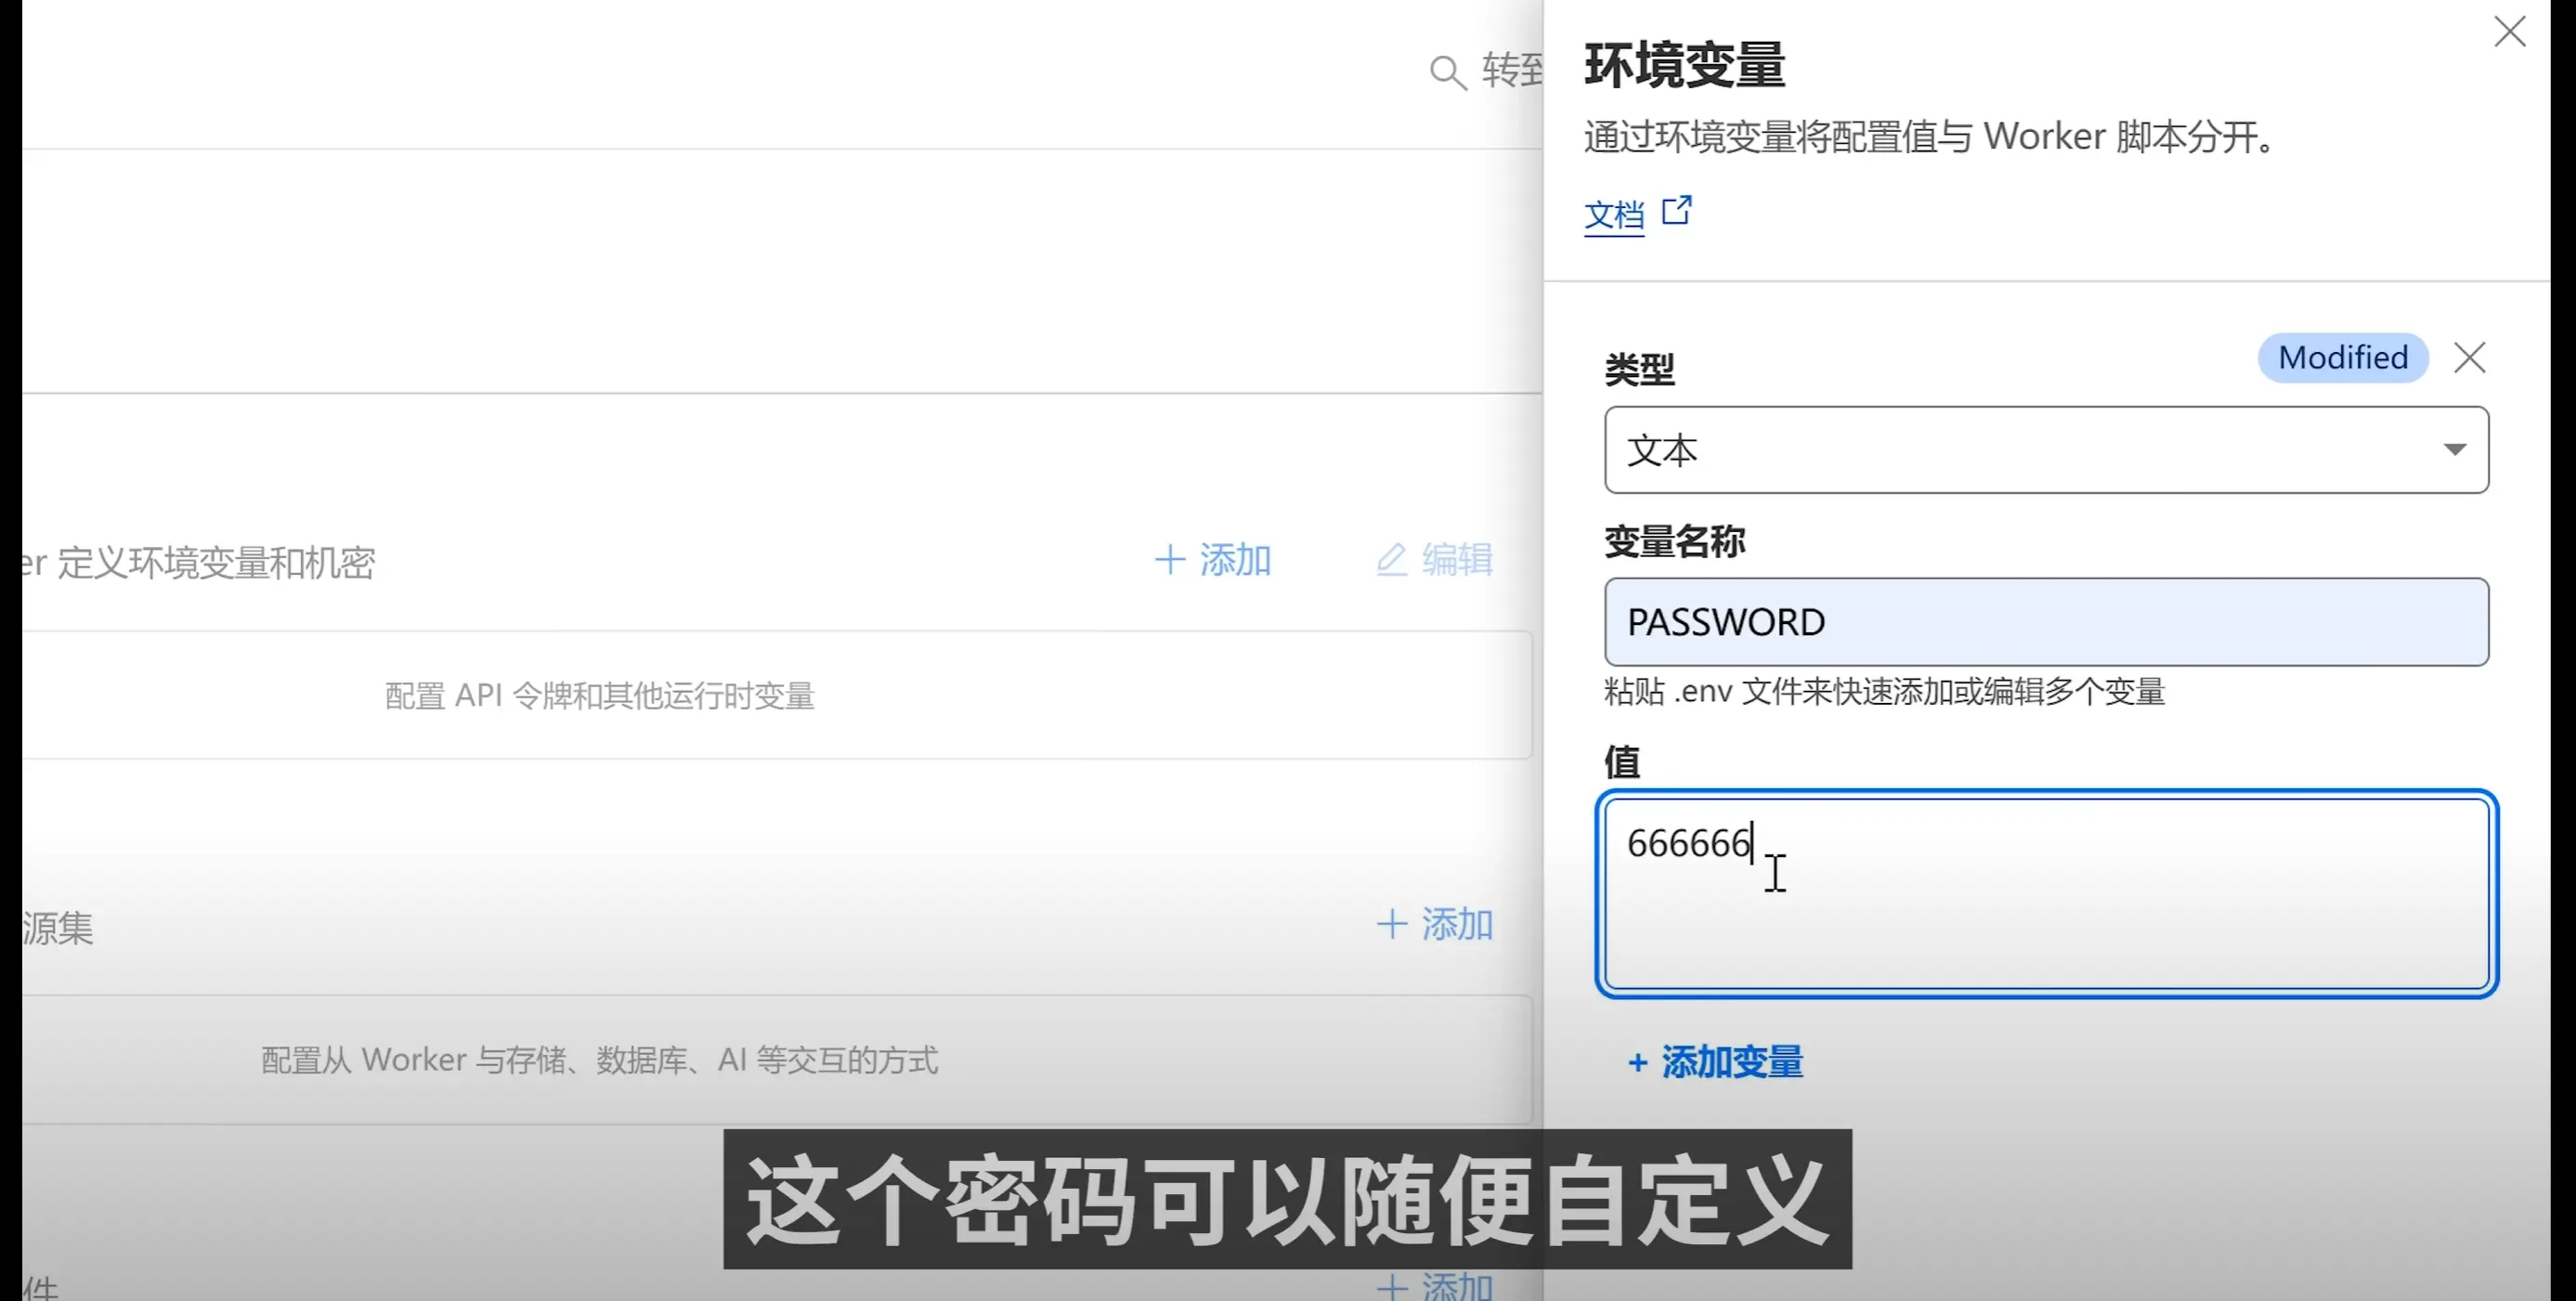 转到
er 定义环境变量和机密
+ 添加
编辑
配置 API 令牌和其他运行时变量
源集
+ 添加
配置从 Worker 与存储、数据库、AI 等交互的方式
件
+ 添加
环境变量
通过环境变量将配置值与 Worker 脚本分开。
文档
Modified
类型
文本
变量名称
PASSWORD
粘贴 .env 文件来快速添加或编辑多个变量
值
666666
+ 添加变量
这个密码可以随便自定义